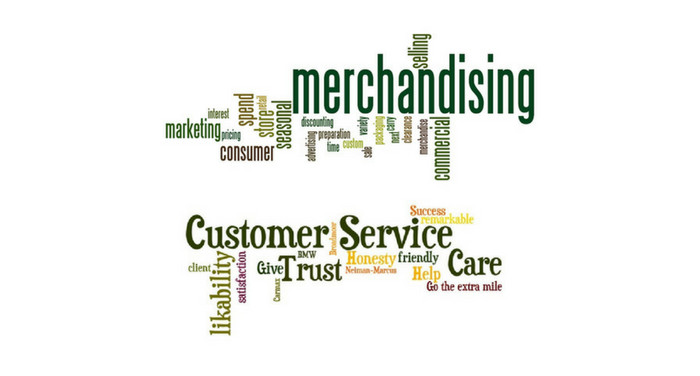 selling
merchandising
interest
spend
retail
store
seasonal
marketing
pricing
consumer
discounting
advertising
preparation
time
custom
variety
sale
packaging
carry
next
clearance
merchandise
commercial
Success
remarkable
Customer Service
client
likability
satisfaction
Give
Trust
BMW
Carmax
Honesty
friendly
Neiman-Marcus
Help
Care
Go the extra mile